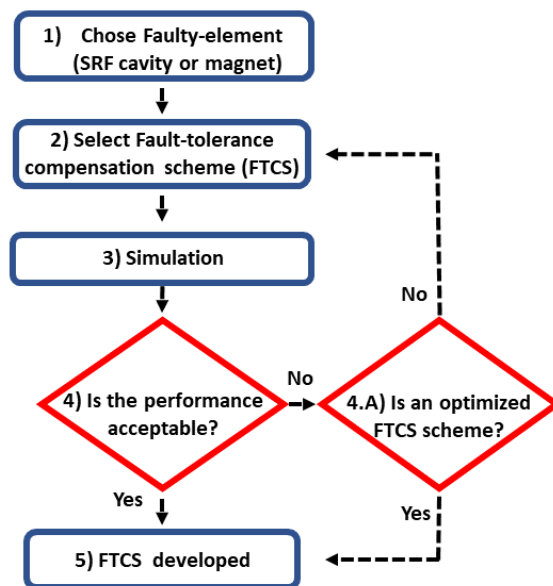 1) Chose Faulty-element
(SRF cavity or magnet)
2) Select Fault-tolerance
compensation scheme (FTCS)
3) Simulation
No
4) Is the performance
acceptable?
No
4.A) Is an optimized
FTCS scheme?
Yes
Yes
5) FTCS developed